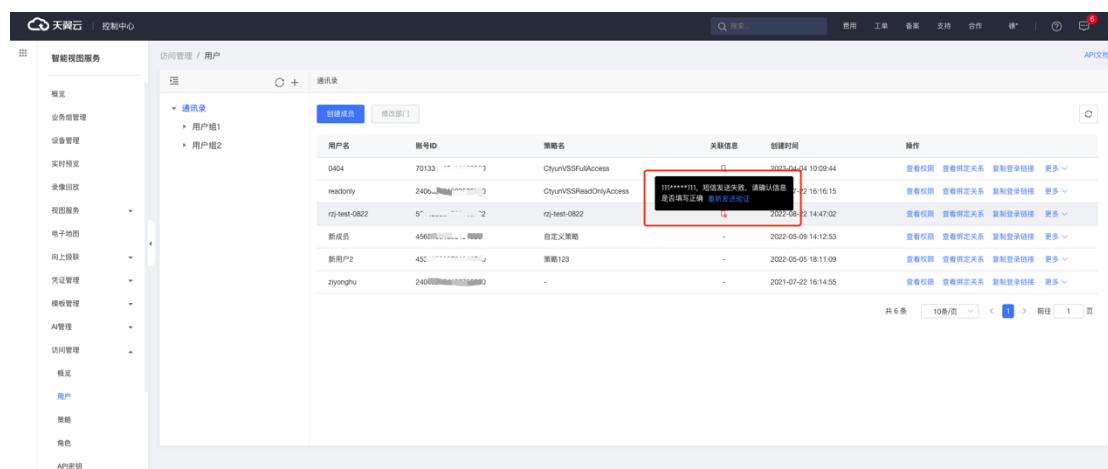 天翼云 控制中心 搜索... 费用 工单 备案 支持 合作 6
智能视图服务 访问管理 / 用户 API文档
概览
业务组管理
设备管理
实时预览
录像回放
视图服务
电子地图
向上级联
凭证管理
模板管理
AI管理
访问管理
概览
用户
策略
角色
API密钥
通讯录
用户组1
用户组2
通讯录
创建成员 修改部门
用户名 账号ID 策略名 关联信息 创建时间 操作
0404 70133 CtyunVSSFullAccess 2023-04-04 10:09:44 查看权限 查看绑定关系 复制登录链接 更多
readonly CtyunVSSReadOnlyAccess 7-22 16:16:15 查看权限 查看绑定关系 复制登录链接 更多
111*****111，短信发送失败，请确认信息
是否填写正确 重新发送验证
rzj-test-0822 rzj-test-0822 2022-08-22 14:47:02 查看权限 查看绑定关系 复制登录链接 更多
新成员 自定义策略 - 2022-05-09 14:12:53 查看权限 查看绑定关系 复制登录链接 更多
新用户2 策略123 - 2022-05-05 18:11:09 查看权限 查看绑定关系 复制登录链接 更多
ziyonghu - - 2021-07-22 16:14:55 查看权限 查看绑定关系 复制登录链接 更多
共 6 条 10条/页 1 前往 1 页